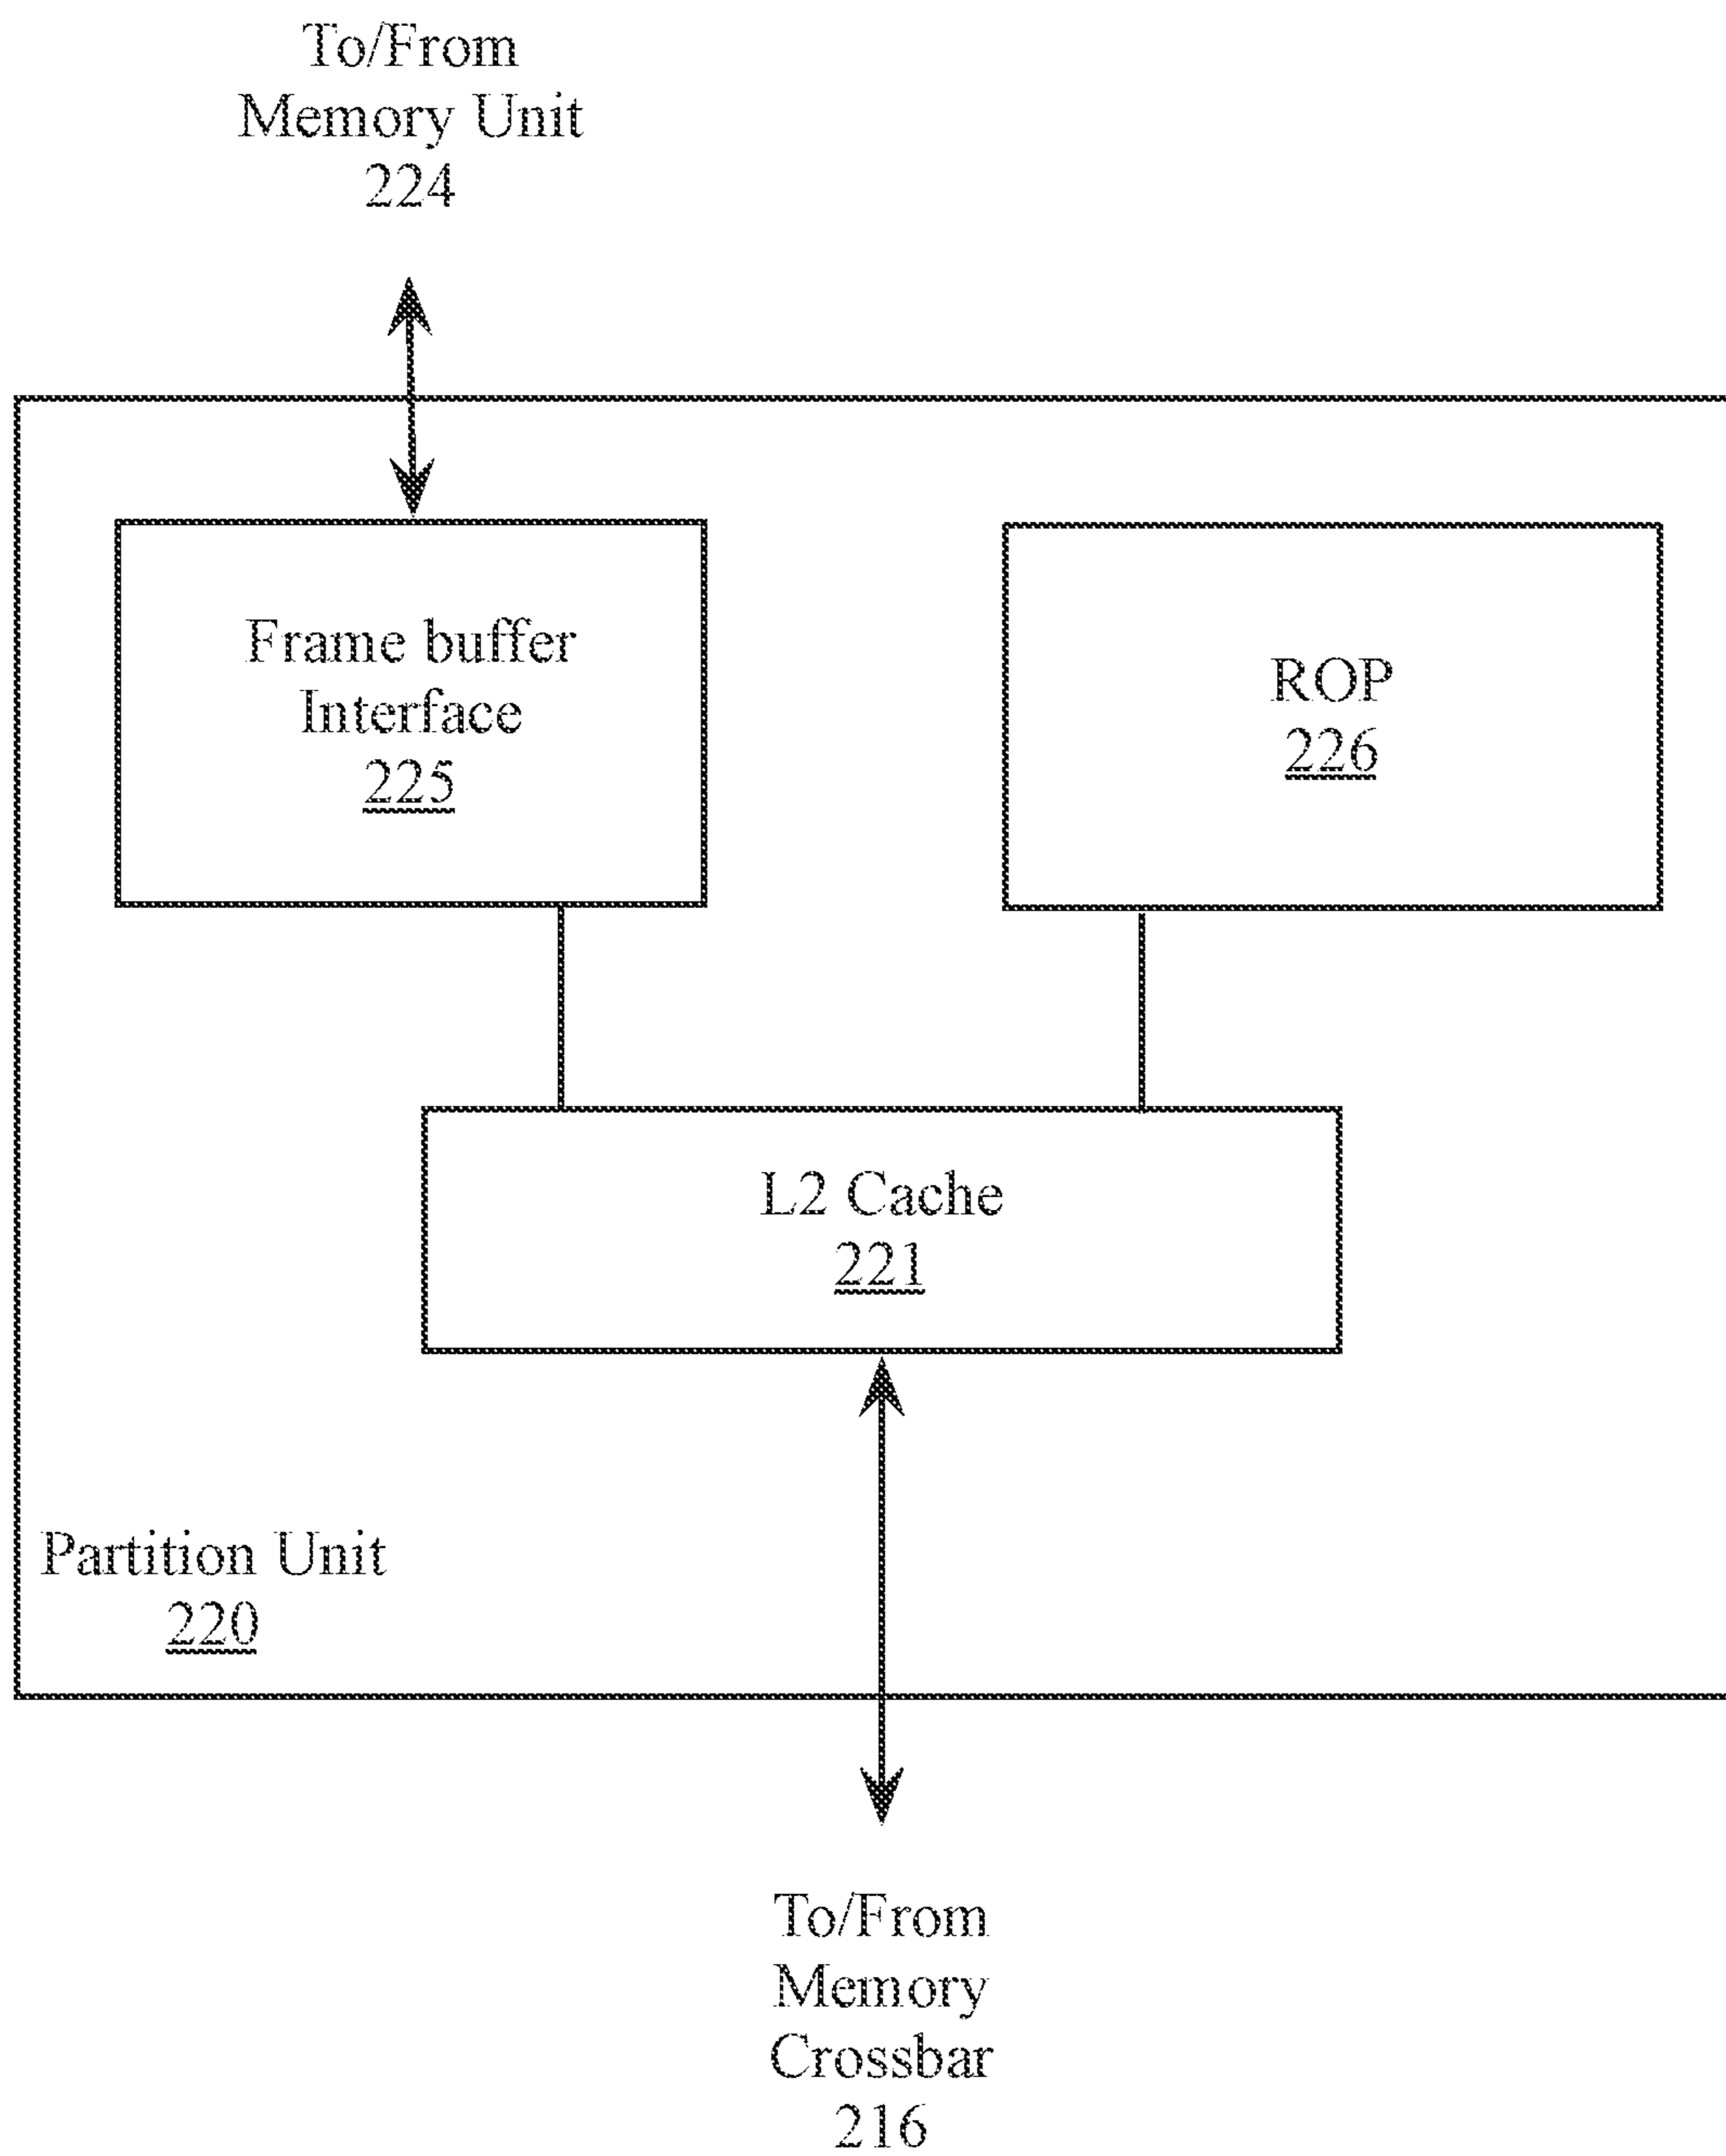 To/From
Memory Unit
224
Frame buffer
Interface
225
ROP
226
L2 Cache
221
Partition Unit
220
To/From
Memory
Crossbar
216